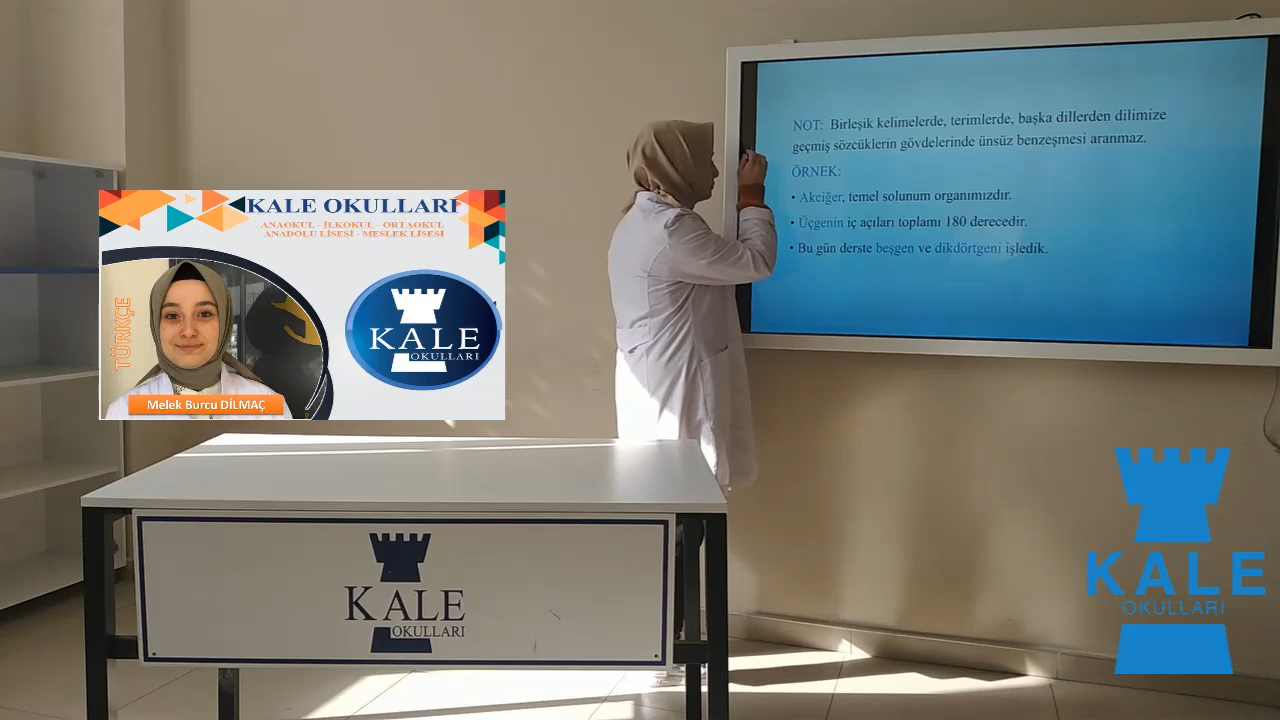 KALE OKULLARI
ANAOKUL - İLKOKUL - ORTAOKUL
ANADOLU LİSESİ - MESLEK LİSESİ
TÜRKÇE
KALE
OKULLARI
Melek Burcu DİLMAÇ
NOT: Birleşik kelimelerde, terimlerde, başka dillerden dilimize
geçmiş sözcüklerin gövdelerinde ünsüz benzeşmesi aranmaz.
ÖRNEK:
• Akciğer, temel solunum organımızdır.
• Üçgenin iç açıları toplamı 180 derecedir.
• Bu gün derste beşgen ve dikdörtgeni işledik.
KALE
OKULLARI
KALE
OKULLARI